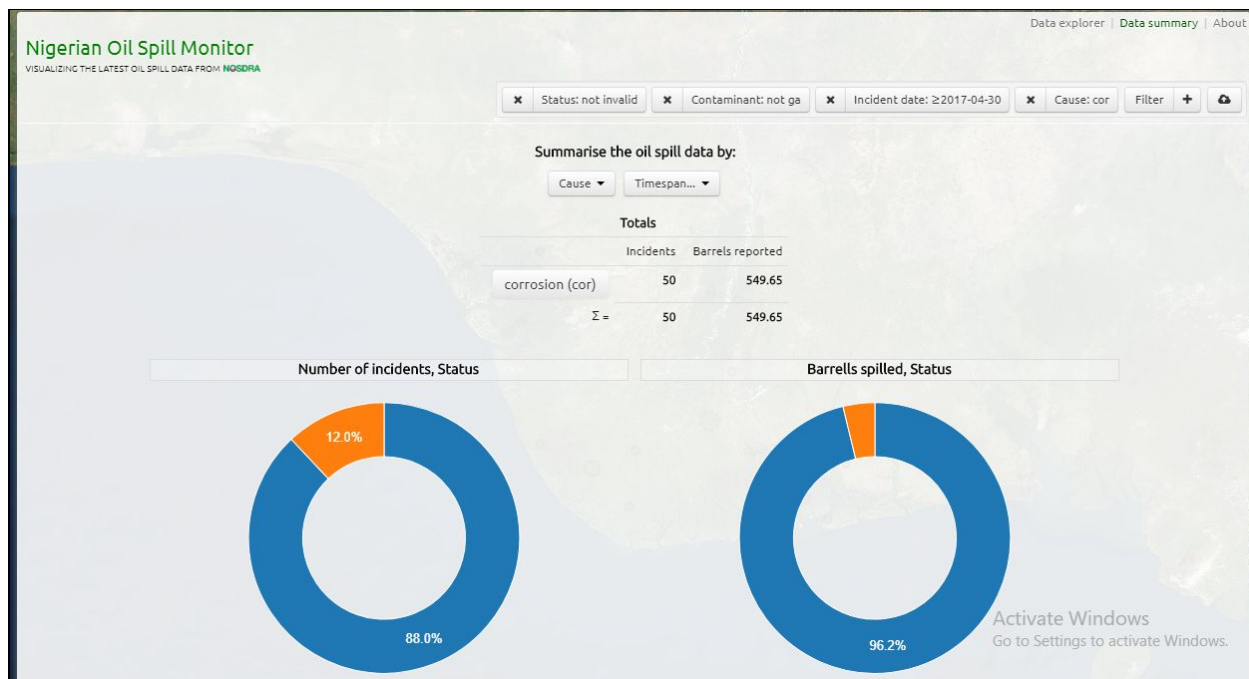 Data explorer | Data summary | About
Nigerian Oil Spill Monitor
VISUALIZING THE LATEST OIL SPILL DATA FROM NOSDRA
✖ Status: not invalid ✖ Contaminant: not ga ✖ Incident date: ≥2017-04-30 ✖ Cause: cor Filter +
Summarise the oil spill data by:
Cause Timespan...
Totals
Incidents Barrels reported
corrosion (cor) 50 549.65
Σ = 50 549.65
Number of incidents, Status Barrells spilled, Status
12.0%
88.0% 96.2%
Activate Windows
Go to Settings to activate Windows.